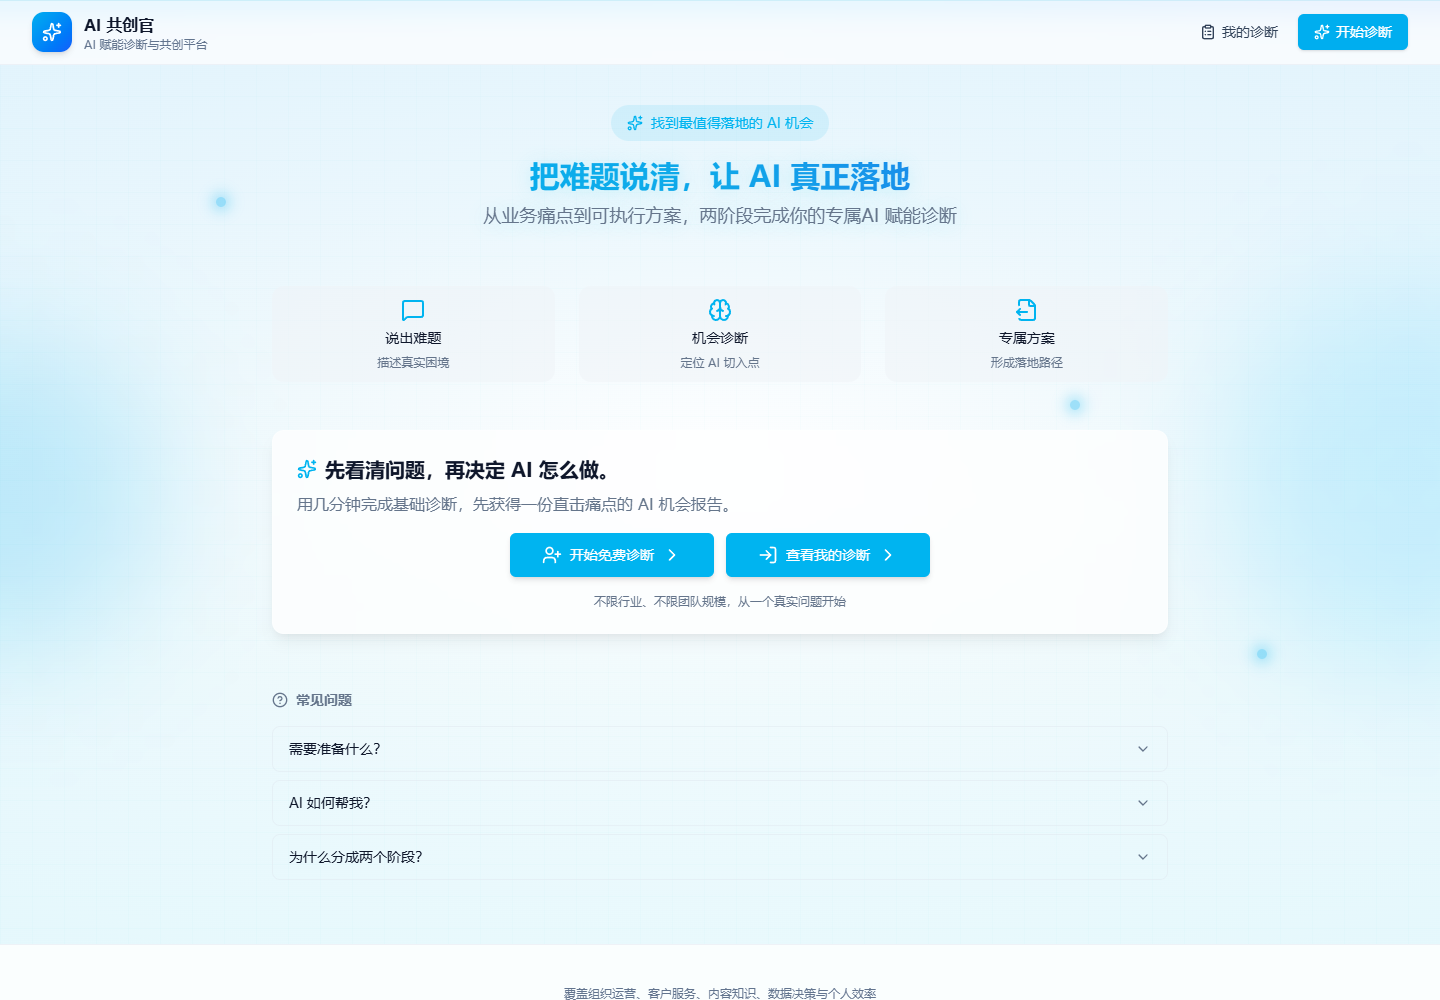 AI 共创官
AI 赋能诊断与共创平台
我的诊断
开始诊断
找到最值得落地的 AI 机会
把难题说清，让 AI 真正落地
从业务痛点到可执行方案，两阶段完成你的专属AI 赋能诊断
说出难题
描述真实困境
机会诊断
定位 AI 切入点
专属方案
形成落地路径
先看清问题，再决定 AI 怎么做。
用几分钟完成基础诊断，先获得一份直击痛点的 AI 机会报告。
开始免费诊断
查看我的诊断
不限行业、不限团队规模，从一个真实问题开始
常见问题
需要准备什么？
AI 如何帮我？
为什么分成两个阶段？
覆盖组织运营、客户服务、内容知识、数据决策与个人效率